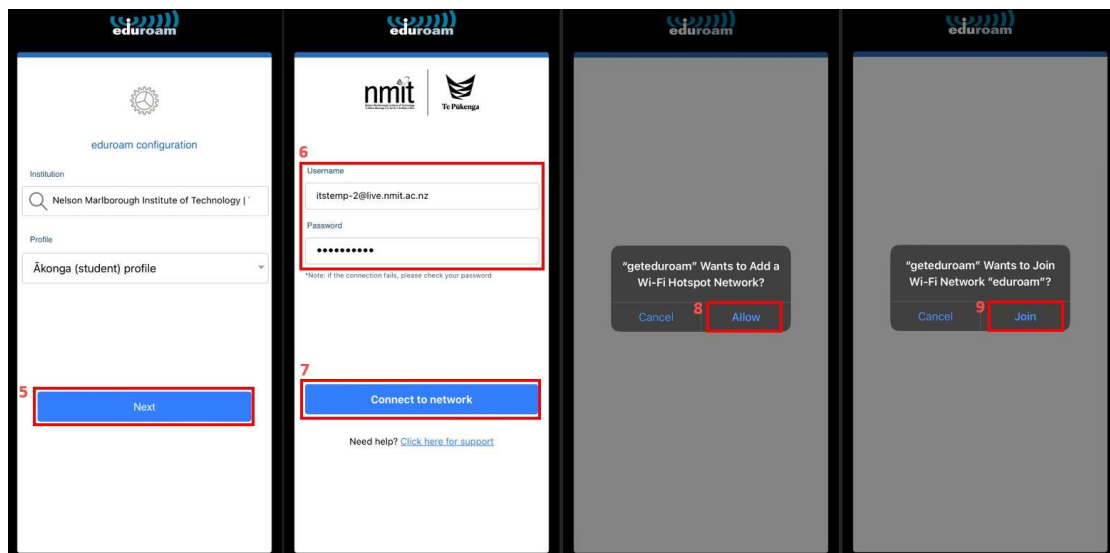 eduroam
eduroam configuration
Institution
Nelson Marlborough Institute of Technology |
Profile
Ākonga (student) profile
5
Next
eduroam
nmit
Te Pūkenga
6
Username
itstemp-2@live.nmit.ac.nz
Password
••••••••••
*Note: if the connection fails, please check your password
7
Connect to network
Need help? Click here for support
eduroam
"geteduroam" Wants to Add a
Wi-Fi Hotspot Network?
Cancel
8
Allow
eduroam
"geteduroam" Wants to Join
Wi-Fi Network "eduroam"?
Cancel
9
Join